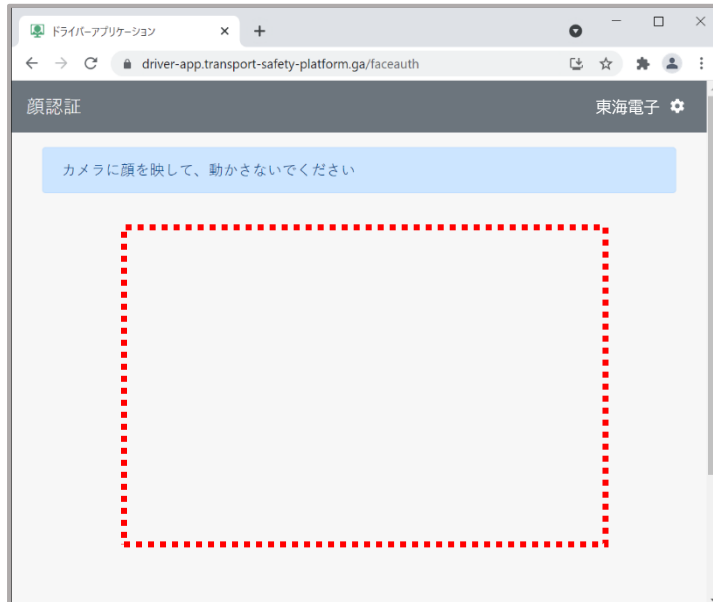 ドライバーアプリケーション
driver-app.transport-safety-platform.ga/faceauth
顔認証
東海電子
カメラに顔を映して、動かさないでください